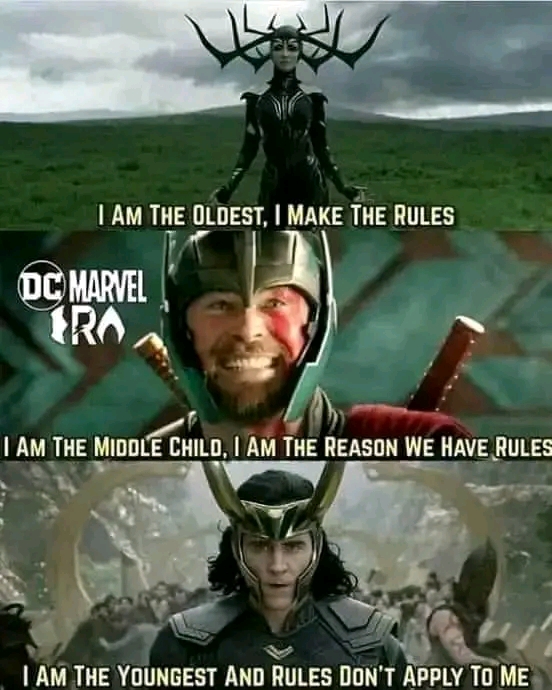 I AM THE OLDEST, I MAKE THE RULES
DC MARVEL
ERA
I AM THE MIDDLE CHILD, I AM THE REASON WE HAVE RULES
I AM THE YOUNGEST AND RULES DON'T APPLY TO ME